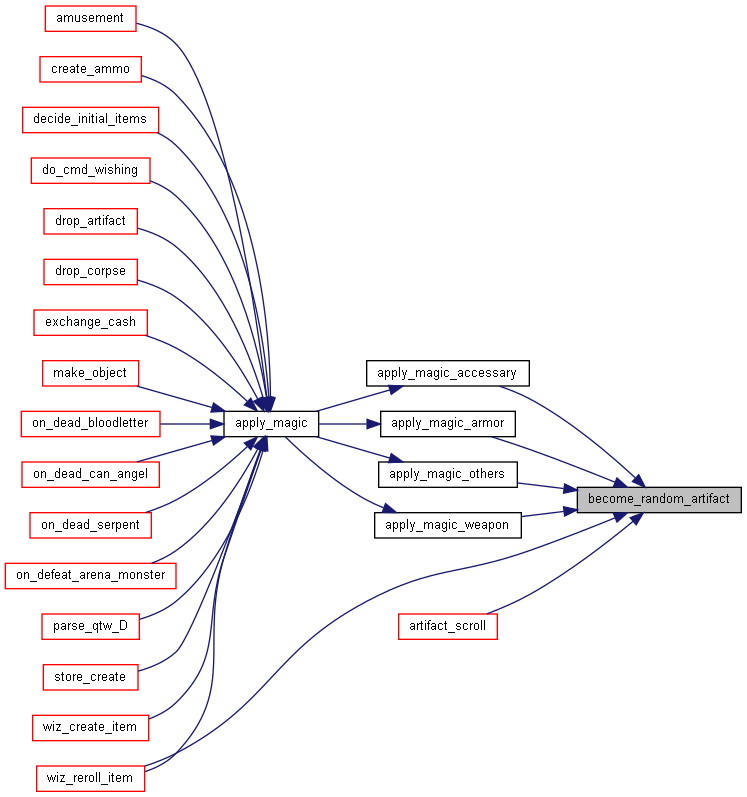 amusement
create_ammo
decide_initial_items
do_cmd_wishing
drop_artifact
drop_corpse
exchange_cash
make_object
on_dead_bloodletter
on_dead_can_angel
on_dead_serpent
on_defeat_arena_monster
parse_qtw_D
store_create
wiz_create_item
wiz_reroll_item
apply_magic
apply_magic_accessary
apply_magic_armor
apply_magic_others
apply_magic_weapon
artifact_scroll
become_random_artifact